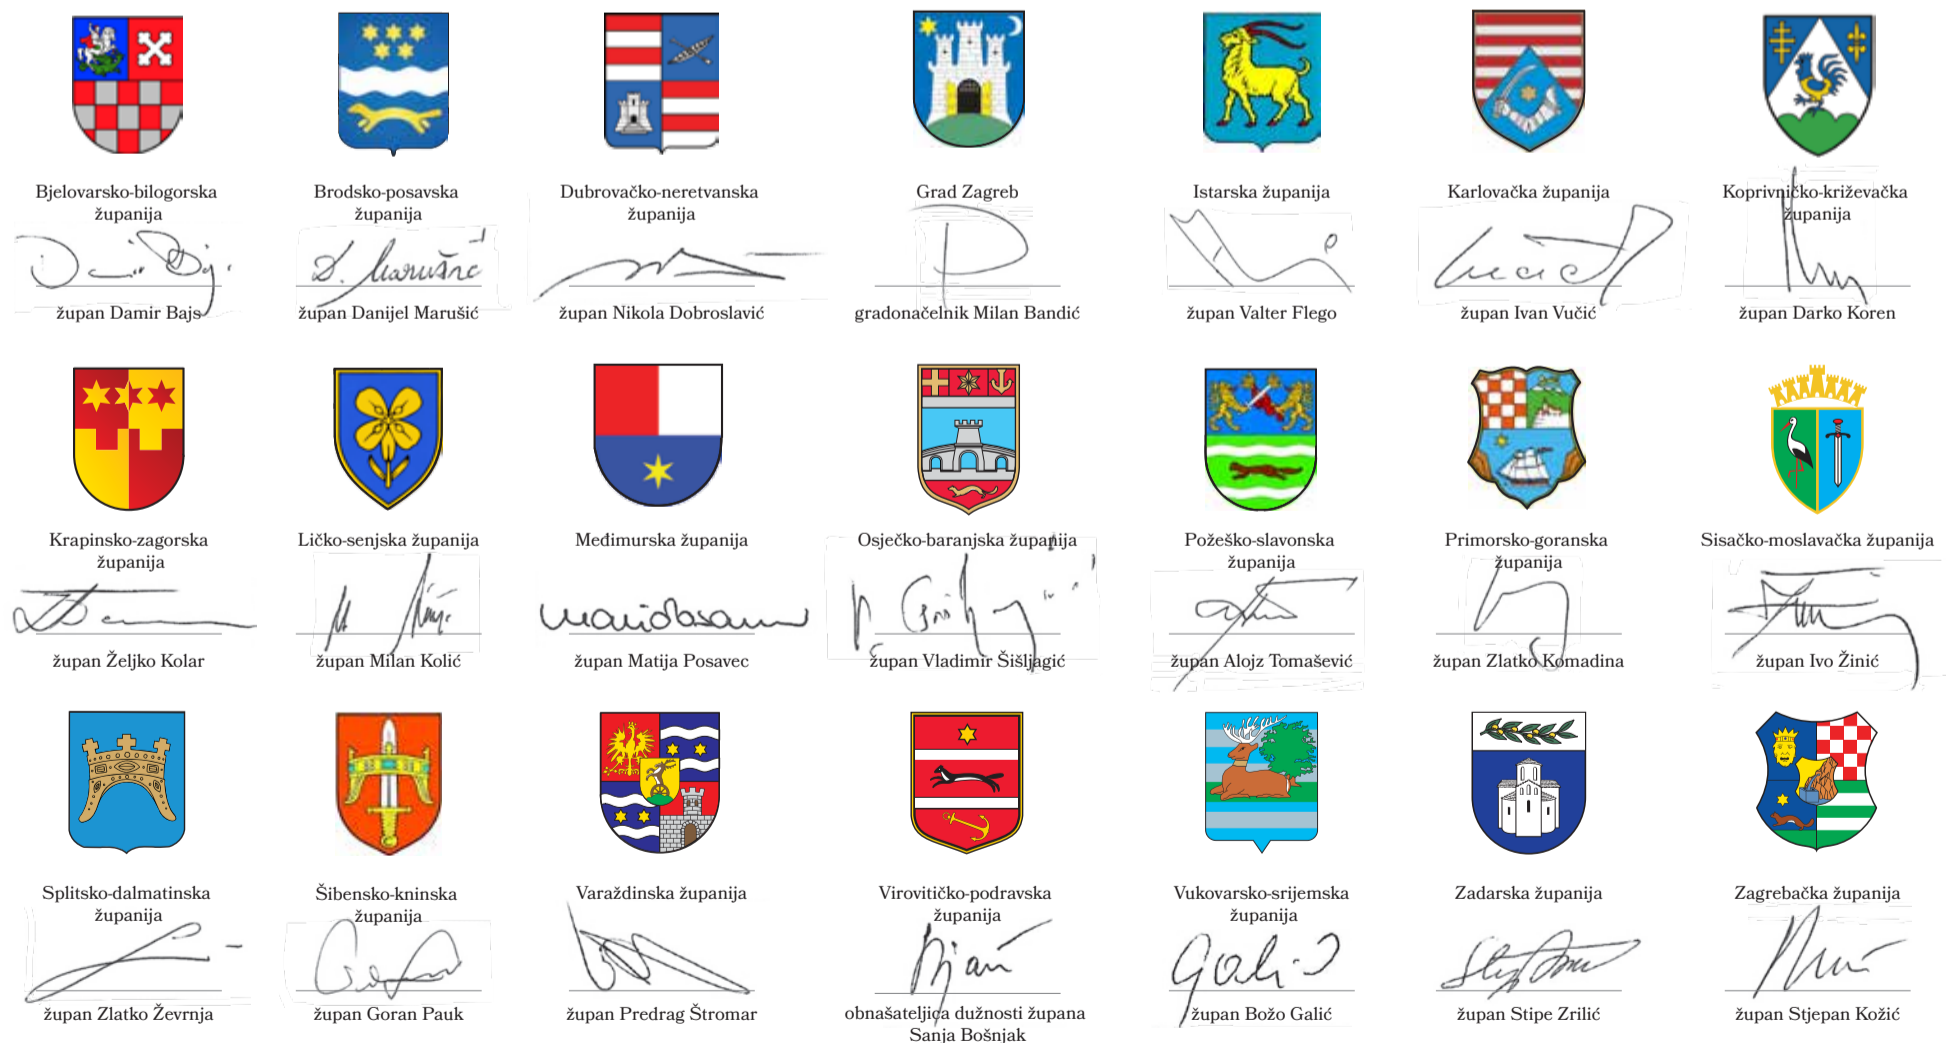 Bjelovarsko-bilogorska
županija
Damir Bajs
župan Damir Bajs
Brodsko-posavska
županija
D. Marušić
župan Danijel Marušić
Dubrovačko-neretvanska
županija
župan Nikola Dobroslavić
Grad Zagreb
gradonačelnik Milan Bandić
Istarska županija
župan Valter Flego
Karlovačka županija
župan Ivan Vučić
Koprivničko-križevačka
županija
župan Darko Koren
Krapinsko-zagorska
županija
župan Željko Kolar
Ličko-senjska županija
župan Milan Kolić
Međimurska županija
župan Matija Posavec
Osječko-baranjska županija
župan Vladimir Šišljagić
Požeško-slavonska
županija
župan Alojz Tomašević
Primorsko-goranska
županija
župan Zlatko Komadina
Sisačko-moslavačka županija
župan Ivo Žinić
Splitsko-dalmatinska
županija
župan Zlatko Ževrnja
Šibensko-kninska
županija
župan Goran Pauk
Varaždinska županija
župan Predrag Štromar
Virovitičko-podravska
županija
obnašateljica dužnosti župana
Sanja Bošnjak
Vukovarsko-srijemska
županija
Galić
župan Božo Galić
Zadarska županija
župan Stipe Zrilić
Zagrebačka županija
župan Stjepan Kožić